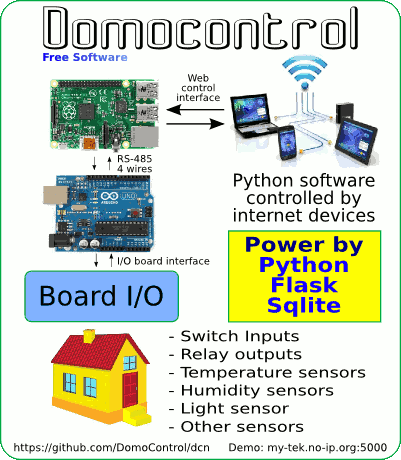 Domocontrol
Free Software
Web
control
interface
RS-485
4 wires
ARDUINO
UNO
Python software
controlled by
internet devices
I/O board interface
Power by
Python
Flask
Sqlite
Board I/O
- Switch Inputs
- Relay outputs
- Temperature sensors
- Humidity sensors
- Light sensor
- Other sensors
https://github.com/DomoControl/dcn Demo: my-tek.no-ip.org:5000